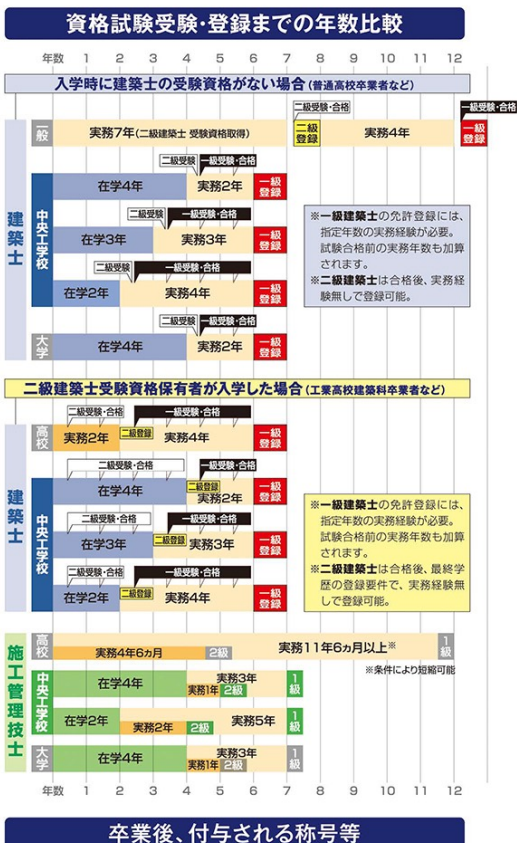 資格試験受験・登録までの年数比較
年数 1 2 3 4 5 6 7 8 9 10 11 12
入学時に建築士の受験資格がない場合(普通高校卒業者など)
建築士
一般
実務7年(二級建築士 受験資格取得)
二級受験・合格
二級登録
実務4年
一級受験・合格
一級登録
中央工学校
二級受験
一級受験・合格
在学4年
実務2年
一級登録
二級受験
一級受験・合格
在学3年
実務3年
一級登録
二級受験
一級受験・合格
在学2年
実務4年
一級登録
大学
二級受験
一級受験・合格
在学4年
実務2年
一級登録
※一級建築士の免許登録には、
指定年数の実務経験が必要。
試験合格前の実務年数も加算
されます。
※二級建築士は合格後、実務経
験無しで登録可能。
二級建築士受験資格保有者が入学した場合(工業高校建築科卒業者など)
建築士
高校
二級受験・合格
一級受験・合格
実務2年
二級登録
実務4年
一級登録
中央工学校
二級受験・合格
一級受験・合格
在学4年
二級登録
実務2年
一級登録
二級受験・合格
一級受験・合格
在学3年
二級登録
実務3年
一級登録
二級受験・合格
一級受験・合格
在学2年
二級登録
実務4年
一級登録
※一級建築士の免許登録には、
指定年数の実務経験が必要。
試験合格前の実務年数も加算
されます。
※二級建築士は合格後、最終学
歴の登録要件で、実務経験無
しで登録可能。
施工管理技士
高校
実務4年6ヵ月
2級
実務11年6ヵ月以上※
1級
※条件により短縮可能
中央工学校
在学4年
実務3年
実務1年
2級
1級
在学2年
実務2年
2級
実務5年
1級
大学
在学4年
実務3年
実務1年
2級
1級
年数 1 2 3 4 5 6 7 8 9 10 11 12
卒業後、付与される称号等